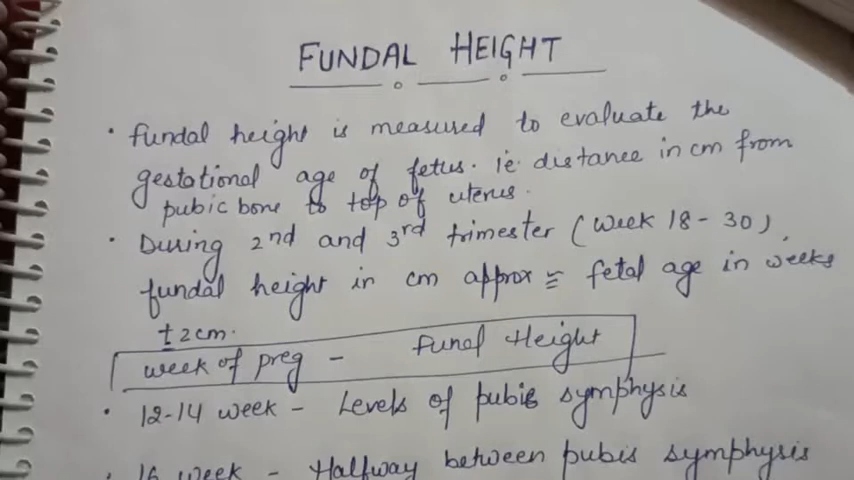 FUNDAL HEIGHT
• fundal height is measured to evaluate the
gestational age of fetus. ie distance in cm from
pubic bone to top of uterus.
• During 2nd and 3rd trimester (week 18-30),
fundal height in cm approx ≅ fetal age in weeks
±2cm.
week of preg - Funel Height
• 12-14 week - Levels of pubis symphysis
• 16 week - Halfway between pubis symphysis